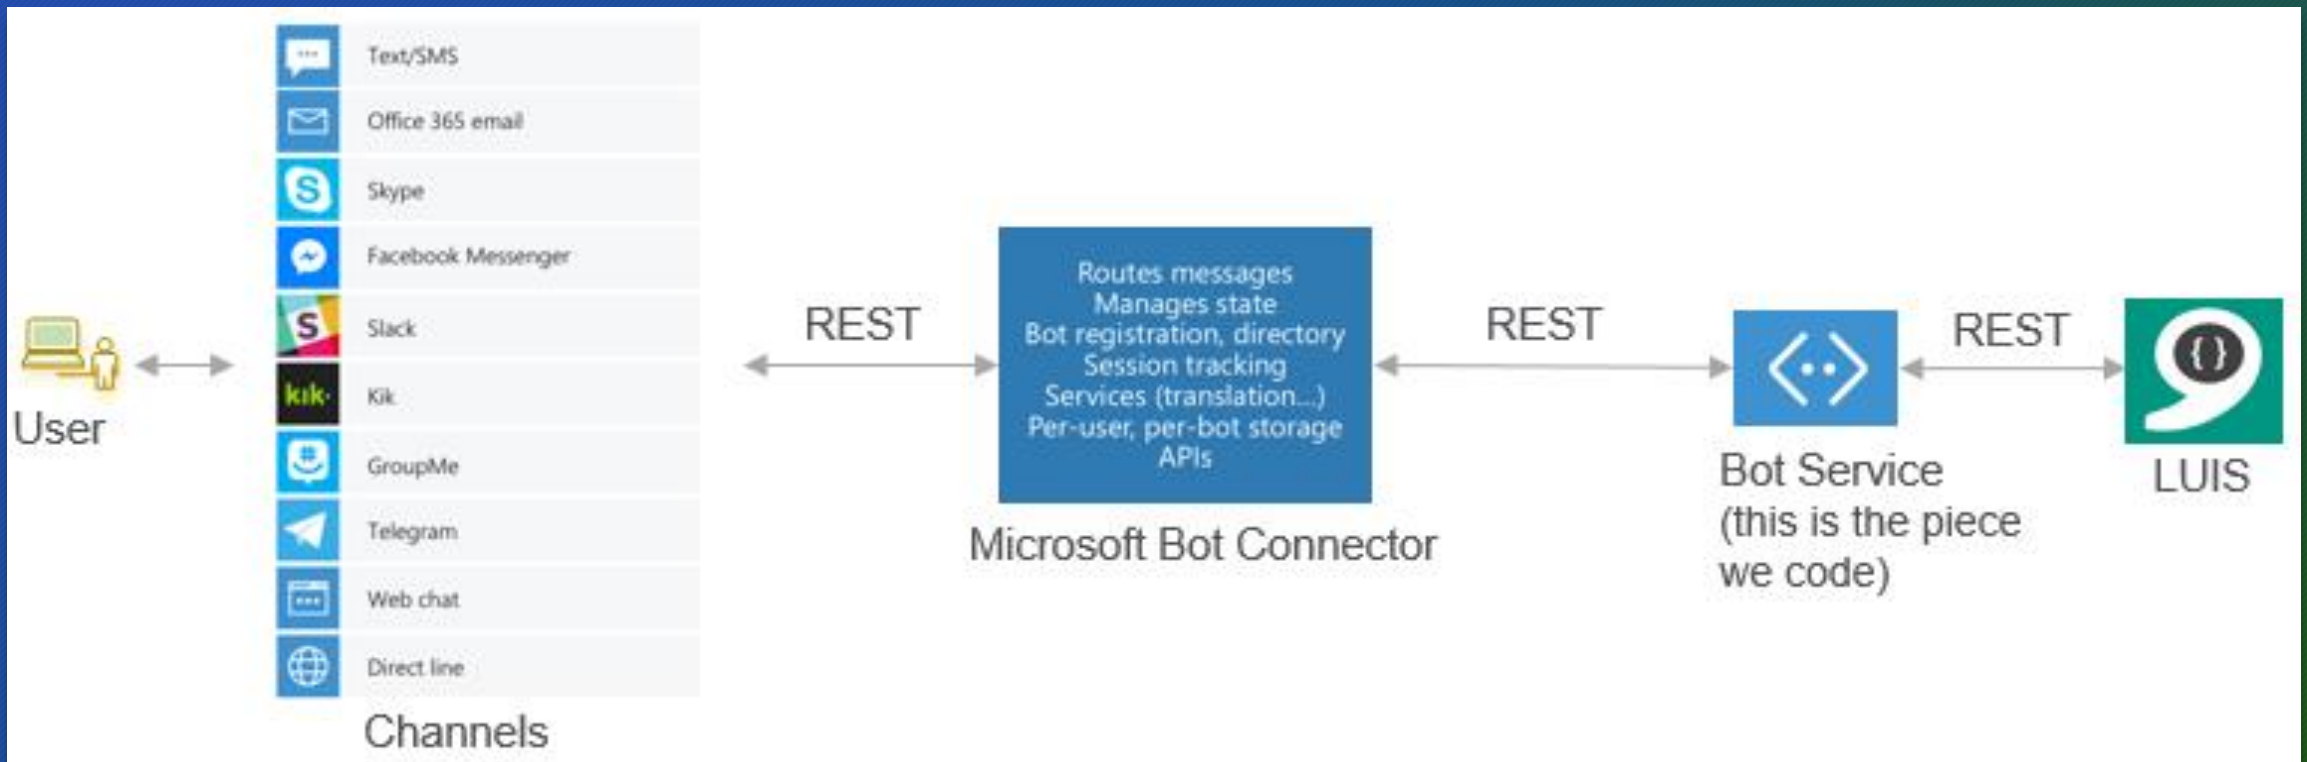 Text/SMS
Office 365 email
Skype
Facebook Messenger
S
Slack
kik·
Kik
GroupMe
Telegram
Web chat
Direct line
Channels
User
REST
Routes messages
Manages state
Bot registration, directory
Session tracking
Services (translation...)
Per-user, per-bot storage
APIs
Microsoft Bot Connector
REST
Bot Service
(this is the piece
we code)
REST
LUIS